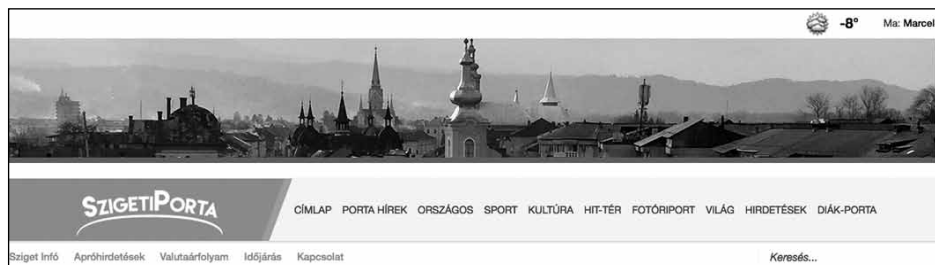 -8° Ma: Marcel
SZIGETIPORTA
CÍMLAP PORTA HÍREK ORSZÁGOS SPORT KULTÚRA HIT-TÉR FOTÓRIPORT VILÁG HIRDETÉSEK DIÁK-PORTA
Sziget Infó Apróhirdetések Valutaárfolyam Időjárás Kapcsolat Keresés...